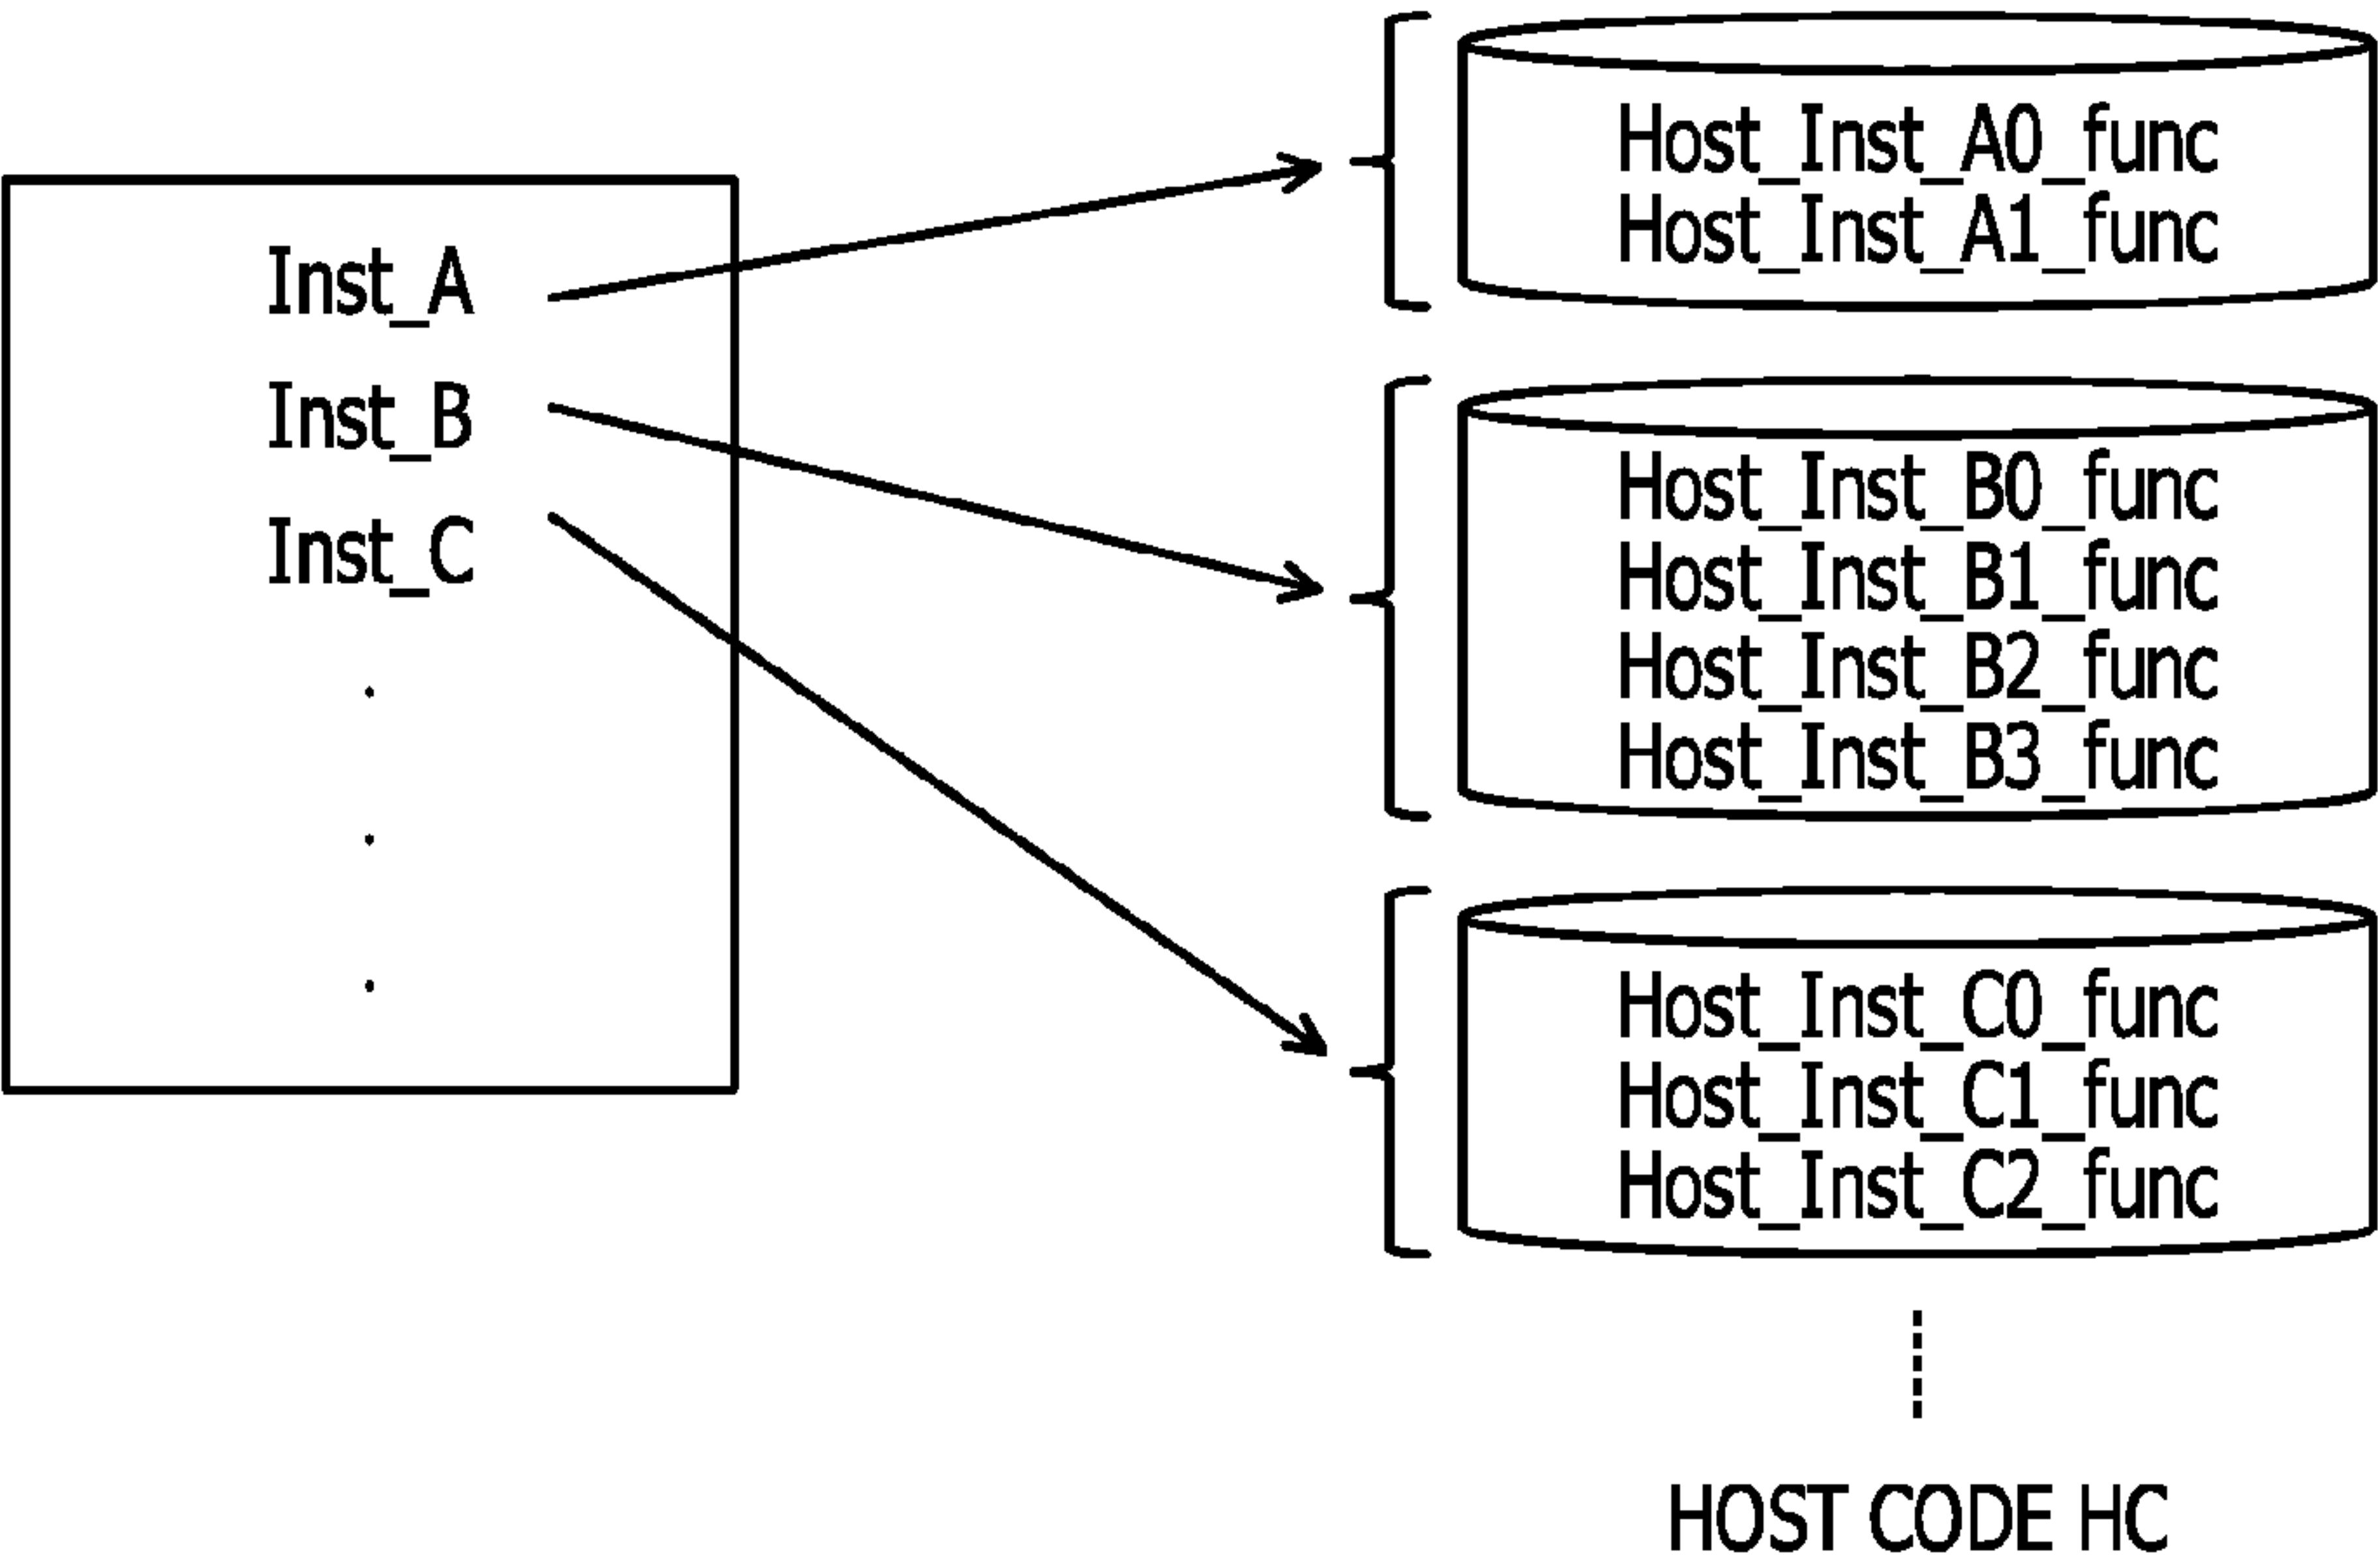 Inst_A
Inst_B
Inst_C
Host_Inst_A0_func
Host_Inst_A1_func
Host_Inst_B0_func
Host_Inst_B1_func
Host_Inst_B2_func
Host_Inst_B3_func
Host_Inst_C0_func
Host_Inst_C1_func
Host_Inst_C2_func
HOST CODE HC